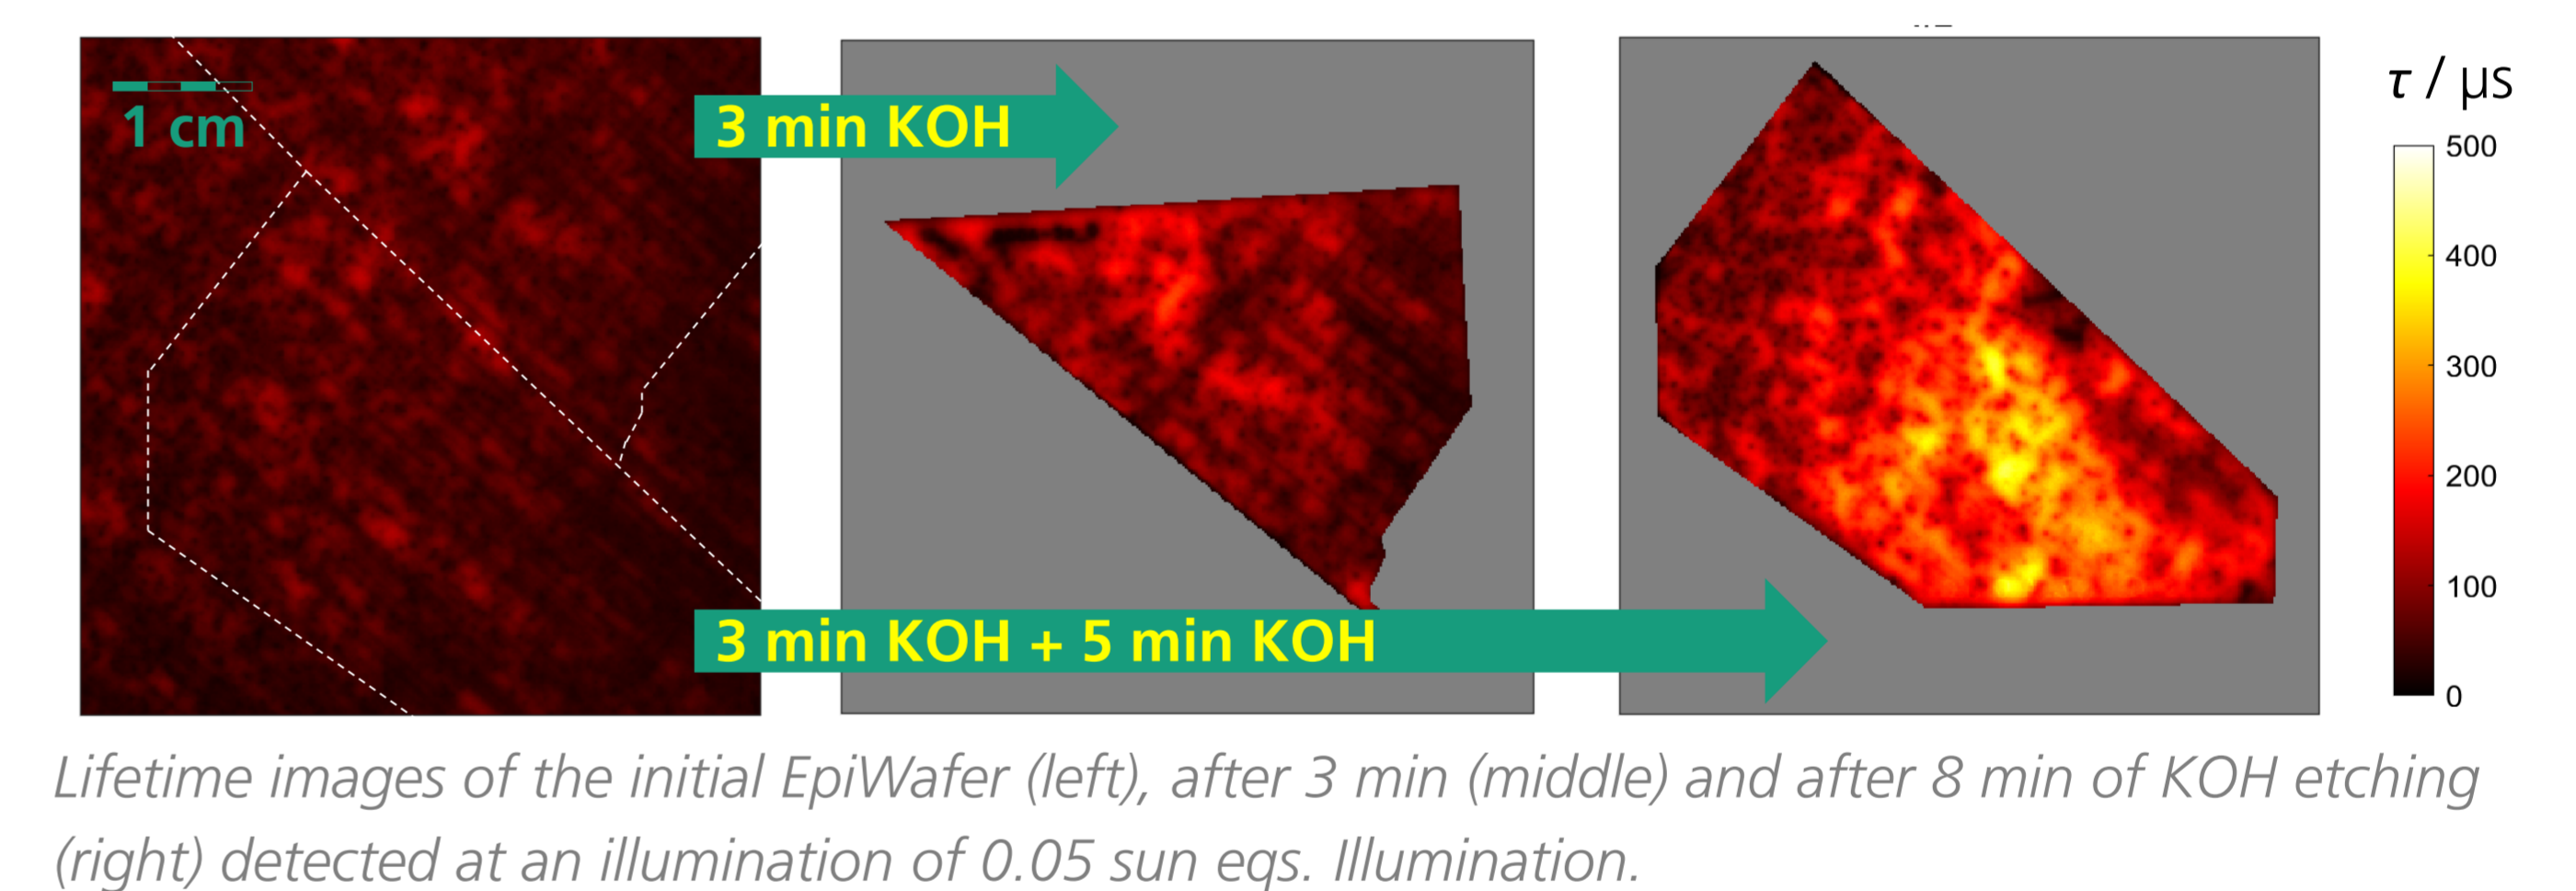 1 cm
3 min KOH
3 min KOH + 5 min KOH
τ / µs
500
400
300
200
100
0
Lifetime images of the initial EpiWafer (left), after 3 min (middle) and after 8 min of KOH etching
(right) detected at an illumination of 0.05 sun eqs. Illumination.